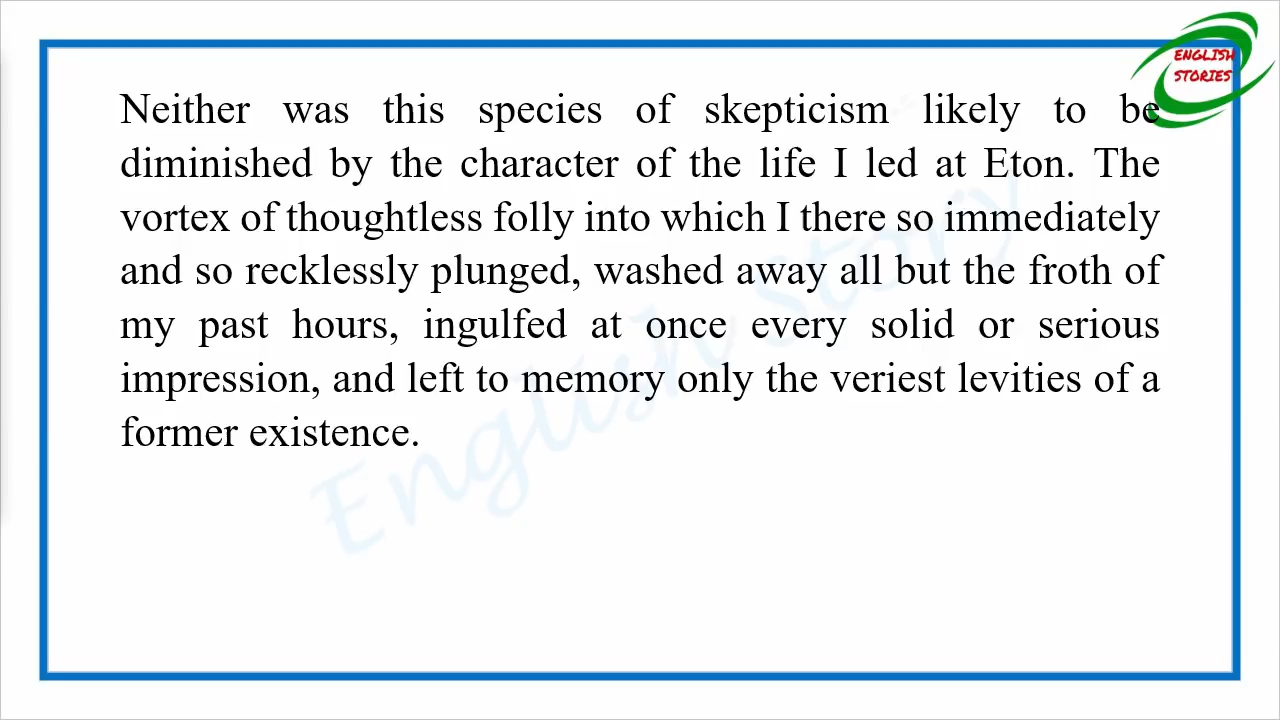 ENGLISH
STORIES
Neither was this species of skepticism likely to be
diminished by the character of the life I led at Eton. The
vortex of thoughtless folly into which I there so immediately
and so recklessly plunged, washed away all but the froth of
my past hours, ingulfed at once every solid or serious
impression, and left to memory only the veriest levities of a
former existence.
English Story